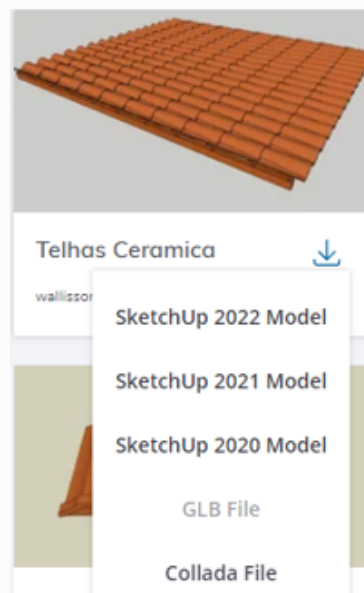 Telhas Ceramica
SketchUp 2022 Model
SketchUp 2021 Model
SketchUp 2020 Model
GLB File
Collada File